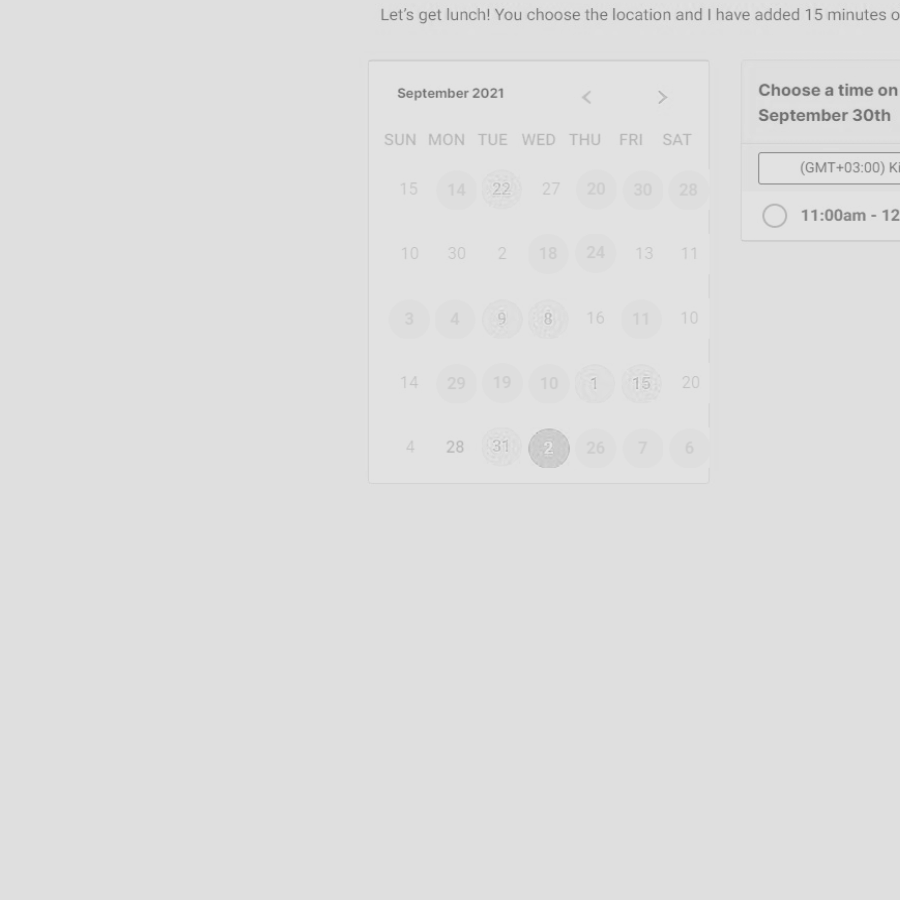 Let's get lunch! You choose the location and I have added 15 minutes o
September 2021
SUN MON TUE WED THU FRI SAT
15 14 22 27 20 30 28
10 30 2 18 24 13 11
3 4 9 8 16 11 10
14 29 19 10 1 15 20
4 28 31 2 26 7 6
Choose a time on
September 30th
(GMT+03:00) Ki
11:00am - 12